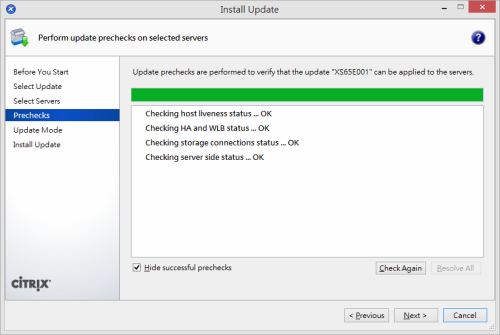 Install Update
Perform update prechecks on selected servers
Before You Start
Select Update
Select Servers
Prechecks
Update Mode
Install Update
CİTRIX
Update prechecks are performed to verify that the update "XS65E001" can be applied to the servers.
Checking host liveness status ... OK
Checking HA and WLB status ... OK
Checking storage connections status ... OK
Checking server side status ... OK
Hide successful prechecks
Check Again
Resolve All
< Previous
Next >
Cancel